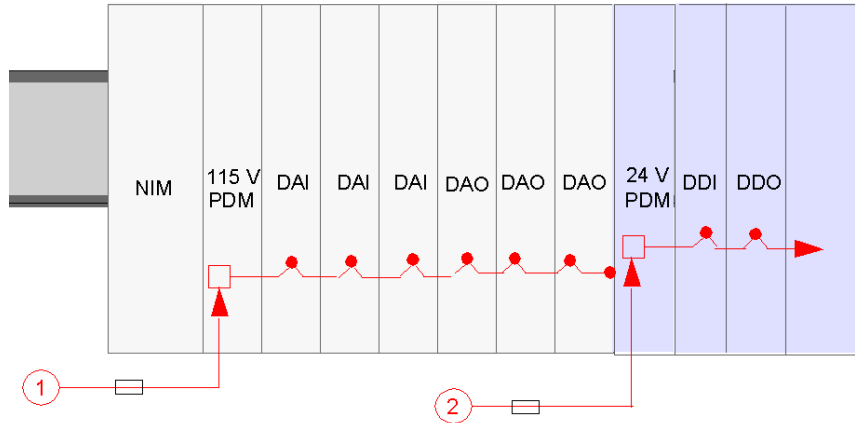 NIM
115 V
PDM
DAI
DAI
DAI
DAO
DAO
DAO
24 V
PDM
DDI
DDO
1
2